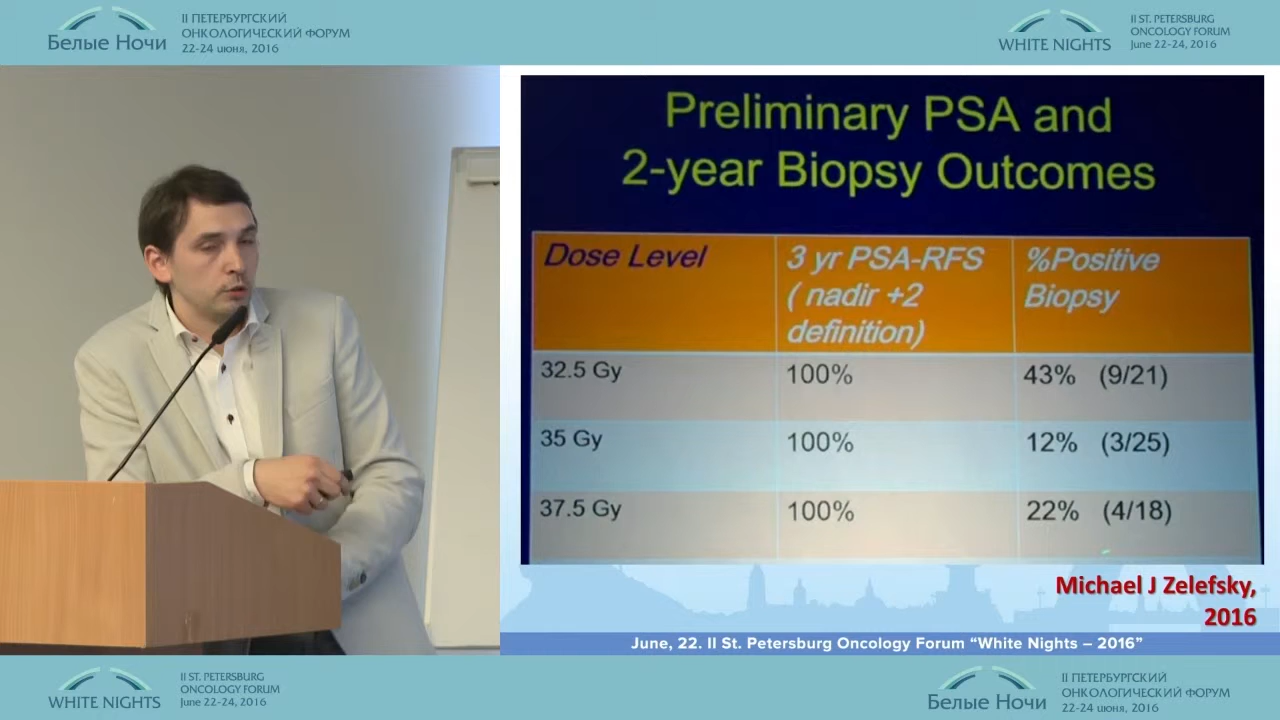 Белые Ночи
II ПЕТЕРБУРГСКИЙ
ОНКОЛОГИЧЕСКИЙ ФОРУМ
22-24 июня, 2016
WHITE NIGHTS
II ST. PETERSBURG
ONCOLOGY FORUM
June 22-24, 2016
Preliminary PSA and
2-year Biopsy Outcomes
Dose Level
3 yr PSA-RFS
( nadir +2
definition)
%Positive
Biopsy
32.5 Gy 100% 43% (9/21)
35 Gy 100% 12% (3/25)
37.5 Gy 100% 22% (4/18)
Michael J Zelefsky,
2016
June, 22. II St. Petersburg Oncology Forum “White Nights – 2016”
WHITE NIGHTS
II ST. PETERSBURG
ONCOLOGY FORUM
June 22-24, 2016
Белые Ночи
II ПЕТЕРБУРГСКИЙ
ОНКОЛОГИЧЕСКИЙ ФОРУМ
22-24 июня, 2016